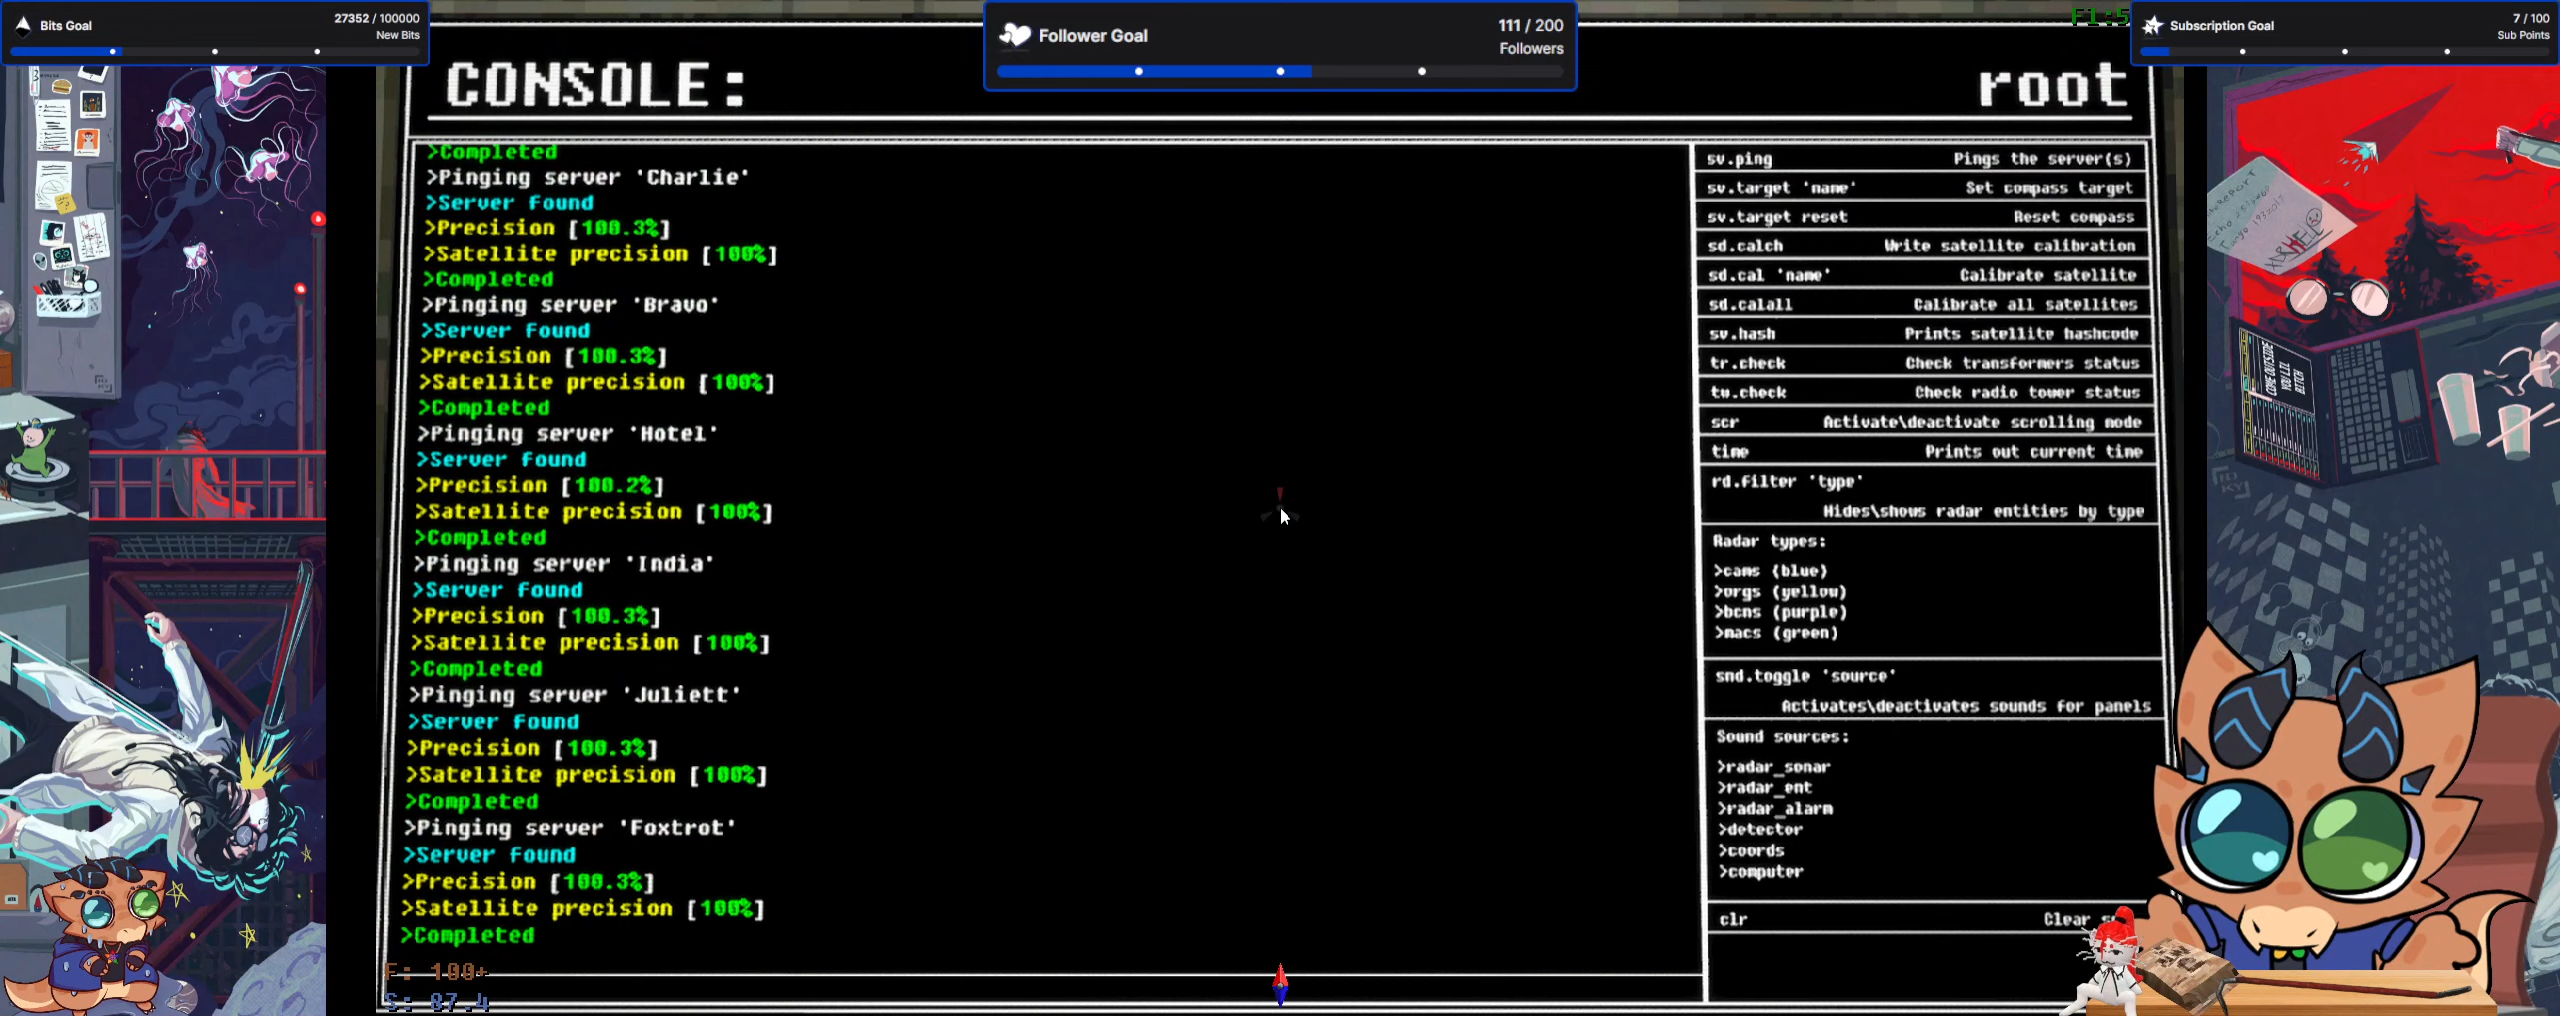 Bits Goal
27352 / 100000
New Bits
Follower Goal
111 / 200
Followers
Subscription Goal
7 / 100
Sub Points
CONSOLE:
root
>Completed
>Pinging server 'Charlie'
>Server found
>Precision [100.3%]
>Satellite precision [100%]
>Completed
>Pinging server 'Bravo'
>Server found
>Precision [100.3%]
>Satellite precision [100%]
>Completed
>Pinging server 'Hotel'
>Server found
>Precision [100.2%]
>Satellite precision [100%]
>Completed
>Pinging server 'India'
>Server found
>Precision [100.3%]
>Satellite precision [100%]
>Completed
>Pinging server 'Juliett'
>Server found
>Precision [100.3%]
>Satellite precision [100%]
>Completed
>Pinging server 'Foxtrot'
>Server found
>Precision [100.3%]
>Satellite precision [100%]
>Completed
F: 100+
S: 87.4
sv.ping Pings the server(s)
sv.target 'name' Set compass target
sv.target reset Reset compass
sd.calch Write satellite calibration
sd.cal 'name' Calibrate satellite
sd.calall Calibrate all satellites
sv.hash Prints satellite hashcode
tr.check Check transformers status
tw.check Check radio tower status
scr Activate\deactivate scrolling mode
time Prints out current time
rd.filter 'type'
Hides\shows radar entities by type
Radar types:
>cams (blue)
>orgs (yellow)
>bcns (purple)
>macs (green)
snd.toggle 'source'
Activates\deactivates sounds for panels
Sound sources:
>radar_sonar
>radar_ent
>radar_alarm
>detector
>coords
>computer
clr Clear
COME OUTSIDE
YOU LIL
BITCH